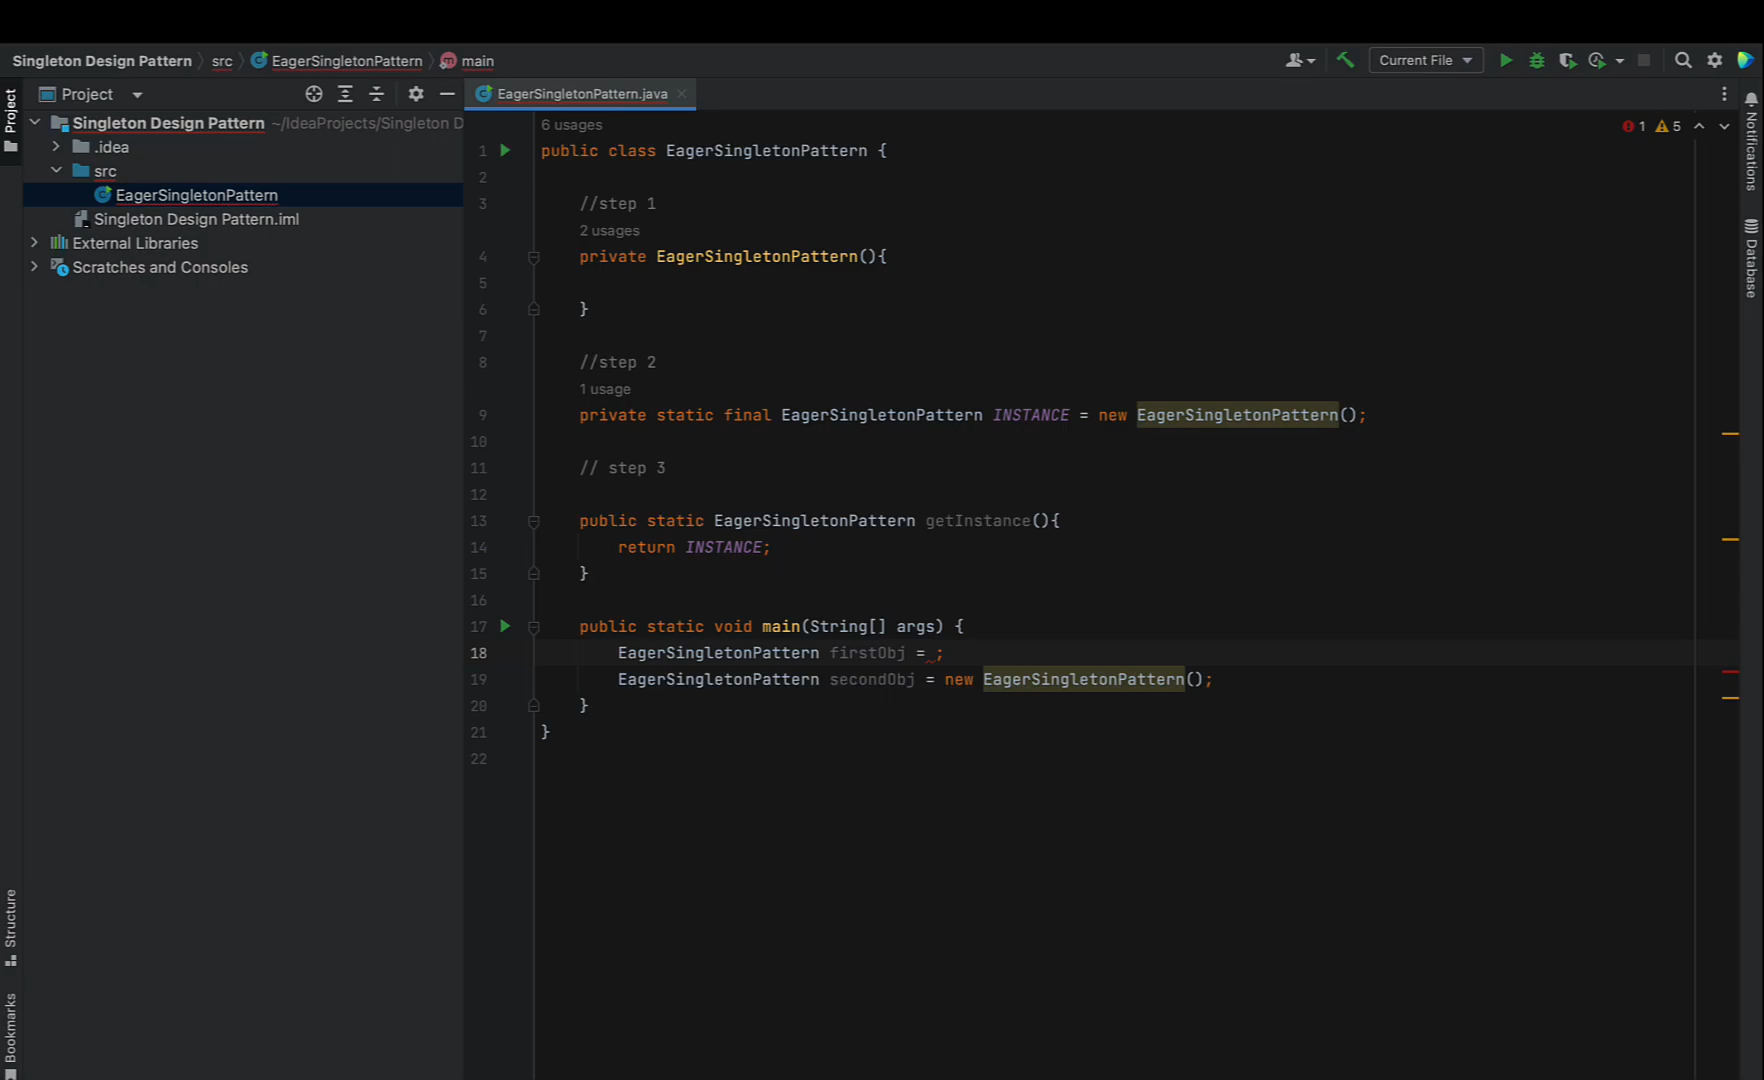 Singleton Design Pattern src EagerSingletonPattern main
Current File
Project
EagerSingletonPattern.java
Singleton Design Pattern ~/IdeaProjects/Singleton D
.idea
src
EagerSingletonPattern
Singleton Design Pattern.iml
External Libraries
Scratches and Consoles
Project
Structure
Bookmarks
6 usages
1 public class EagerSingletonPattern {
2
3 //step 1
2 usages
4 private EagerSingletonPattern(){
5
6 }
7
8 //step 2
1 usage
9 private static final EagerSingletonPattern INSTANCE = new EagerSingletonPattern();
10
11 // step 3
12
13 public static EagerSingletonPattern getInstance(){
14 return INSTANCE;
15 }
16
17 public static void main(String[] args) {
18 EagerSingletonPattern firstObj = ;
19 EagerSingletonPattern secondObj = new EagerSingletonPattern();
20 }
21 }
22
1 5
Notifications
Database